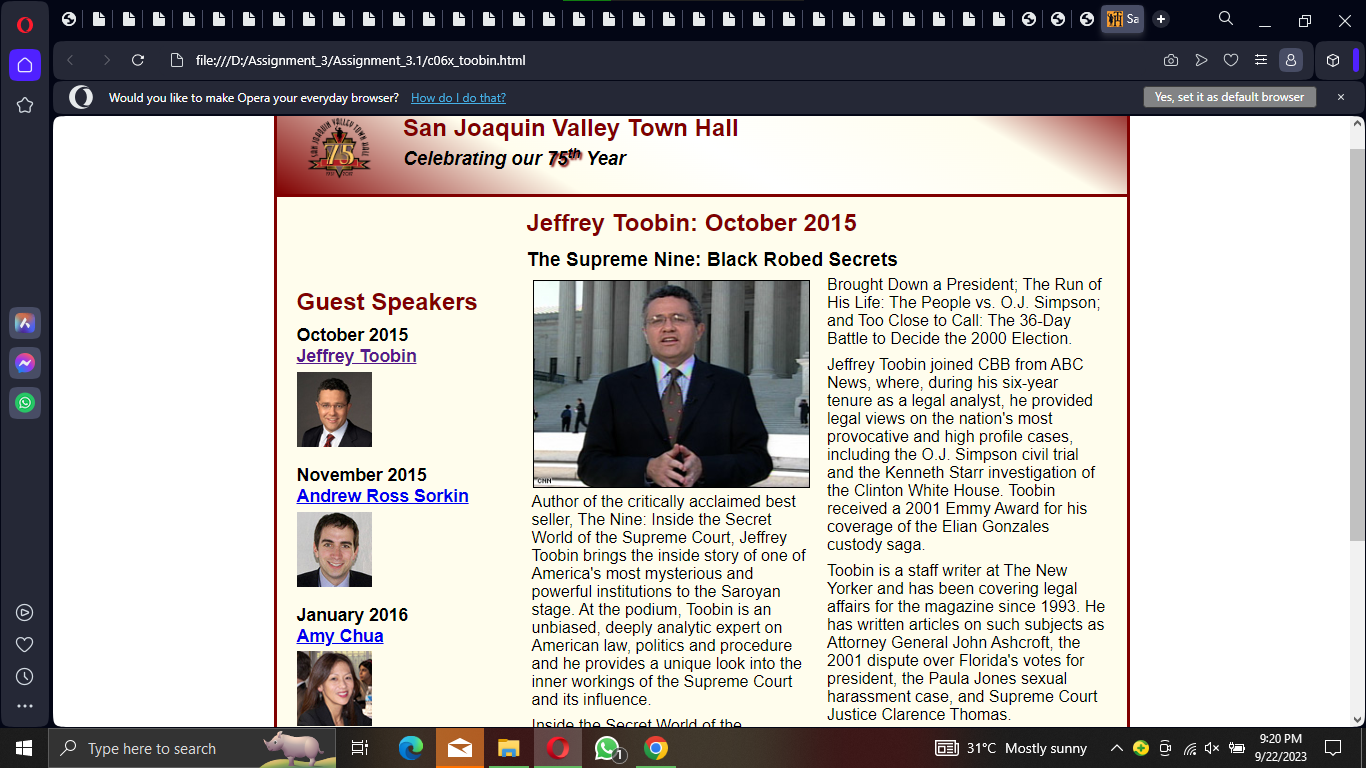 Sa
file:///D:/Assignment_3/Assignment_3.1/c06x_toobin.html
Would you like to make Opera your everyday browser? How do I do that?
Yes, set it as default browser
SAN JOAQUIN VALLEY TOWN HALL
75
San Joaquin Valley Town Hall
Celebrating our 75th Year
Guest Speakers
October 2015
Jeffrey Toobin
November 2015
Andrew Ross Sorkin
January 2016
Amy Chua
Jeffrey Toobin: October 2015
The Supreme Nine: Black Robed Secrets
CNN
Author of the critically acclaimed best
seller, The Nine: Inside the Secret
World of the Supreme Court, Jeffrey
Toobin brings the inside story of one of
America's most mysterious and
powerful institutions to the Saroyan
stage. At the podium, Toobin is an
unbiased, deeply analytic expert on
American law, politics and procedure
and he provides a unique look into the
inner workings of the Supreme Court
and its influence.
Inside the Secret World of the
Brought Down a President; The Run of
His Life: The People vs. O.J. Simpson;
and Too Close to Call: The 36-Day
Battle to Decide the 2000 Election.
Jeffrey Toobin joined CBB from ABC
News, where, during his six-year
tenure as a legal analyst, he provided
legal views on the nation's most
provocative and high profile cases,
including the O.J. Simpson civil trial
and the Kenneth Starr investigation of
the Clinton White House. Toobin
received a 2001 Emmy Award for his
coverage of the Elian Gonzales
custody saga.
Toobin is a staff writer at The New
Yorker and has been covering legal
affairs for the magazine since 1993. He
has written articles on such subjects as
Attorney General John Ashcroft, the
2001 dispute over Florida's votes for
president, the Paula Jones sexual
harassment case, and Supreme Court
Justice Clarence Thomas.
Type here to search
1
31°C Mostly sunny
9:20 PM
9/22/2023